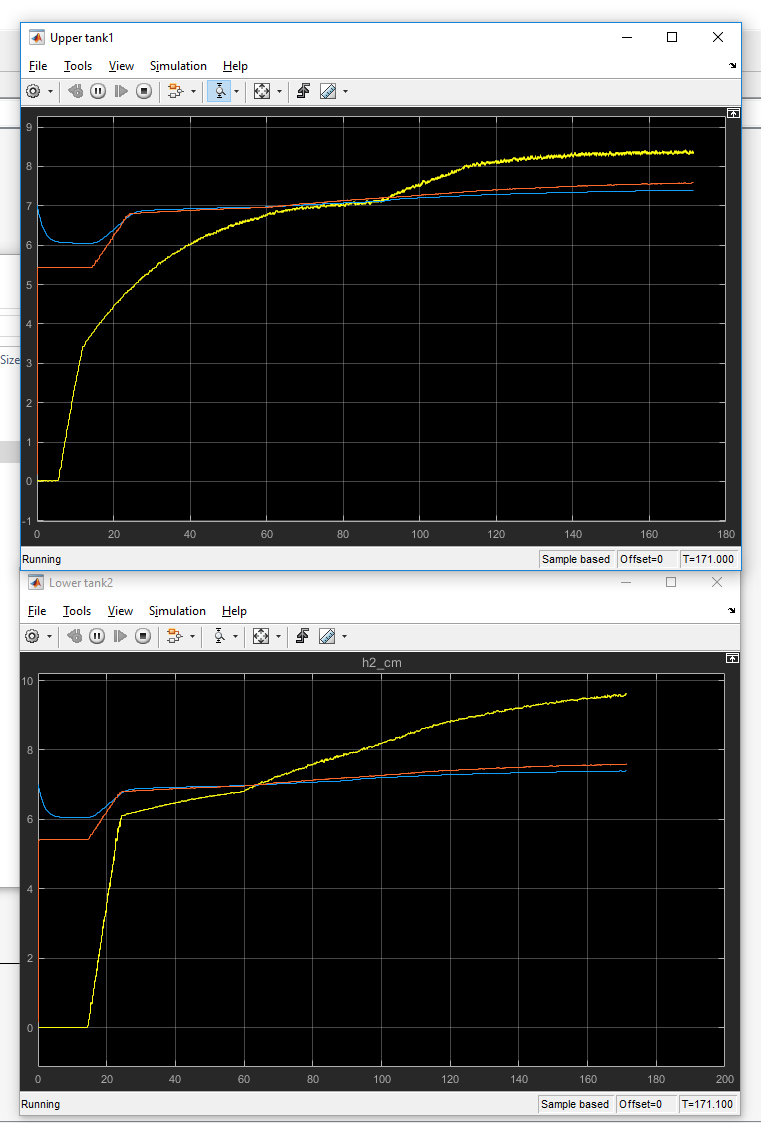 Upper tank1
File Tools View Simulation Help
9
8
7
6
5
4
3
2
1
0
-1
0 20 40 60 80 100 120 140 160 180
Size
Running Sample based Offset=0 T=171.000
Lower tank2
File Tools View Simulation Help
h2_cm
10
8
6
4
2
0
0 20 40 60 80 100 120 140 160 180 200
Running Sample based Offset=0 T=171.100